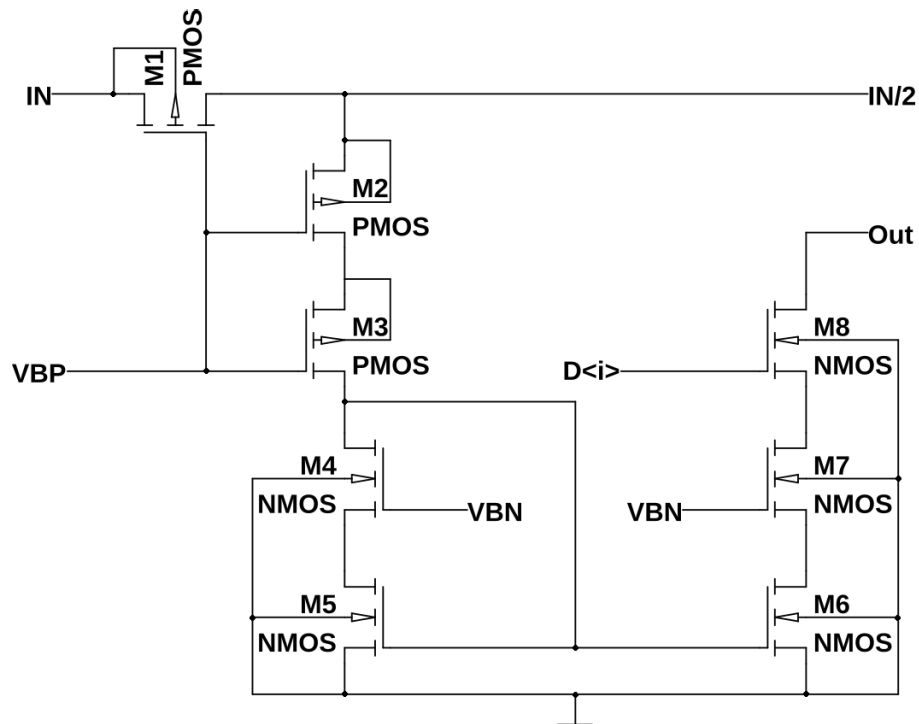 M1
PMOS
IN
IN/2
M2
PMOS
Out
M3
PMOS
M8
NMOS
VBP
D<i>
M4
NMOS
VBN
VBN
M7
NMOS
M5
NMOS
M6
NMOS